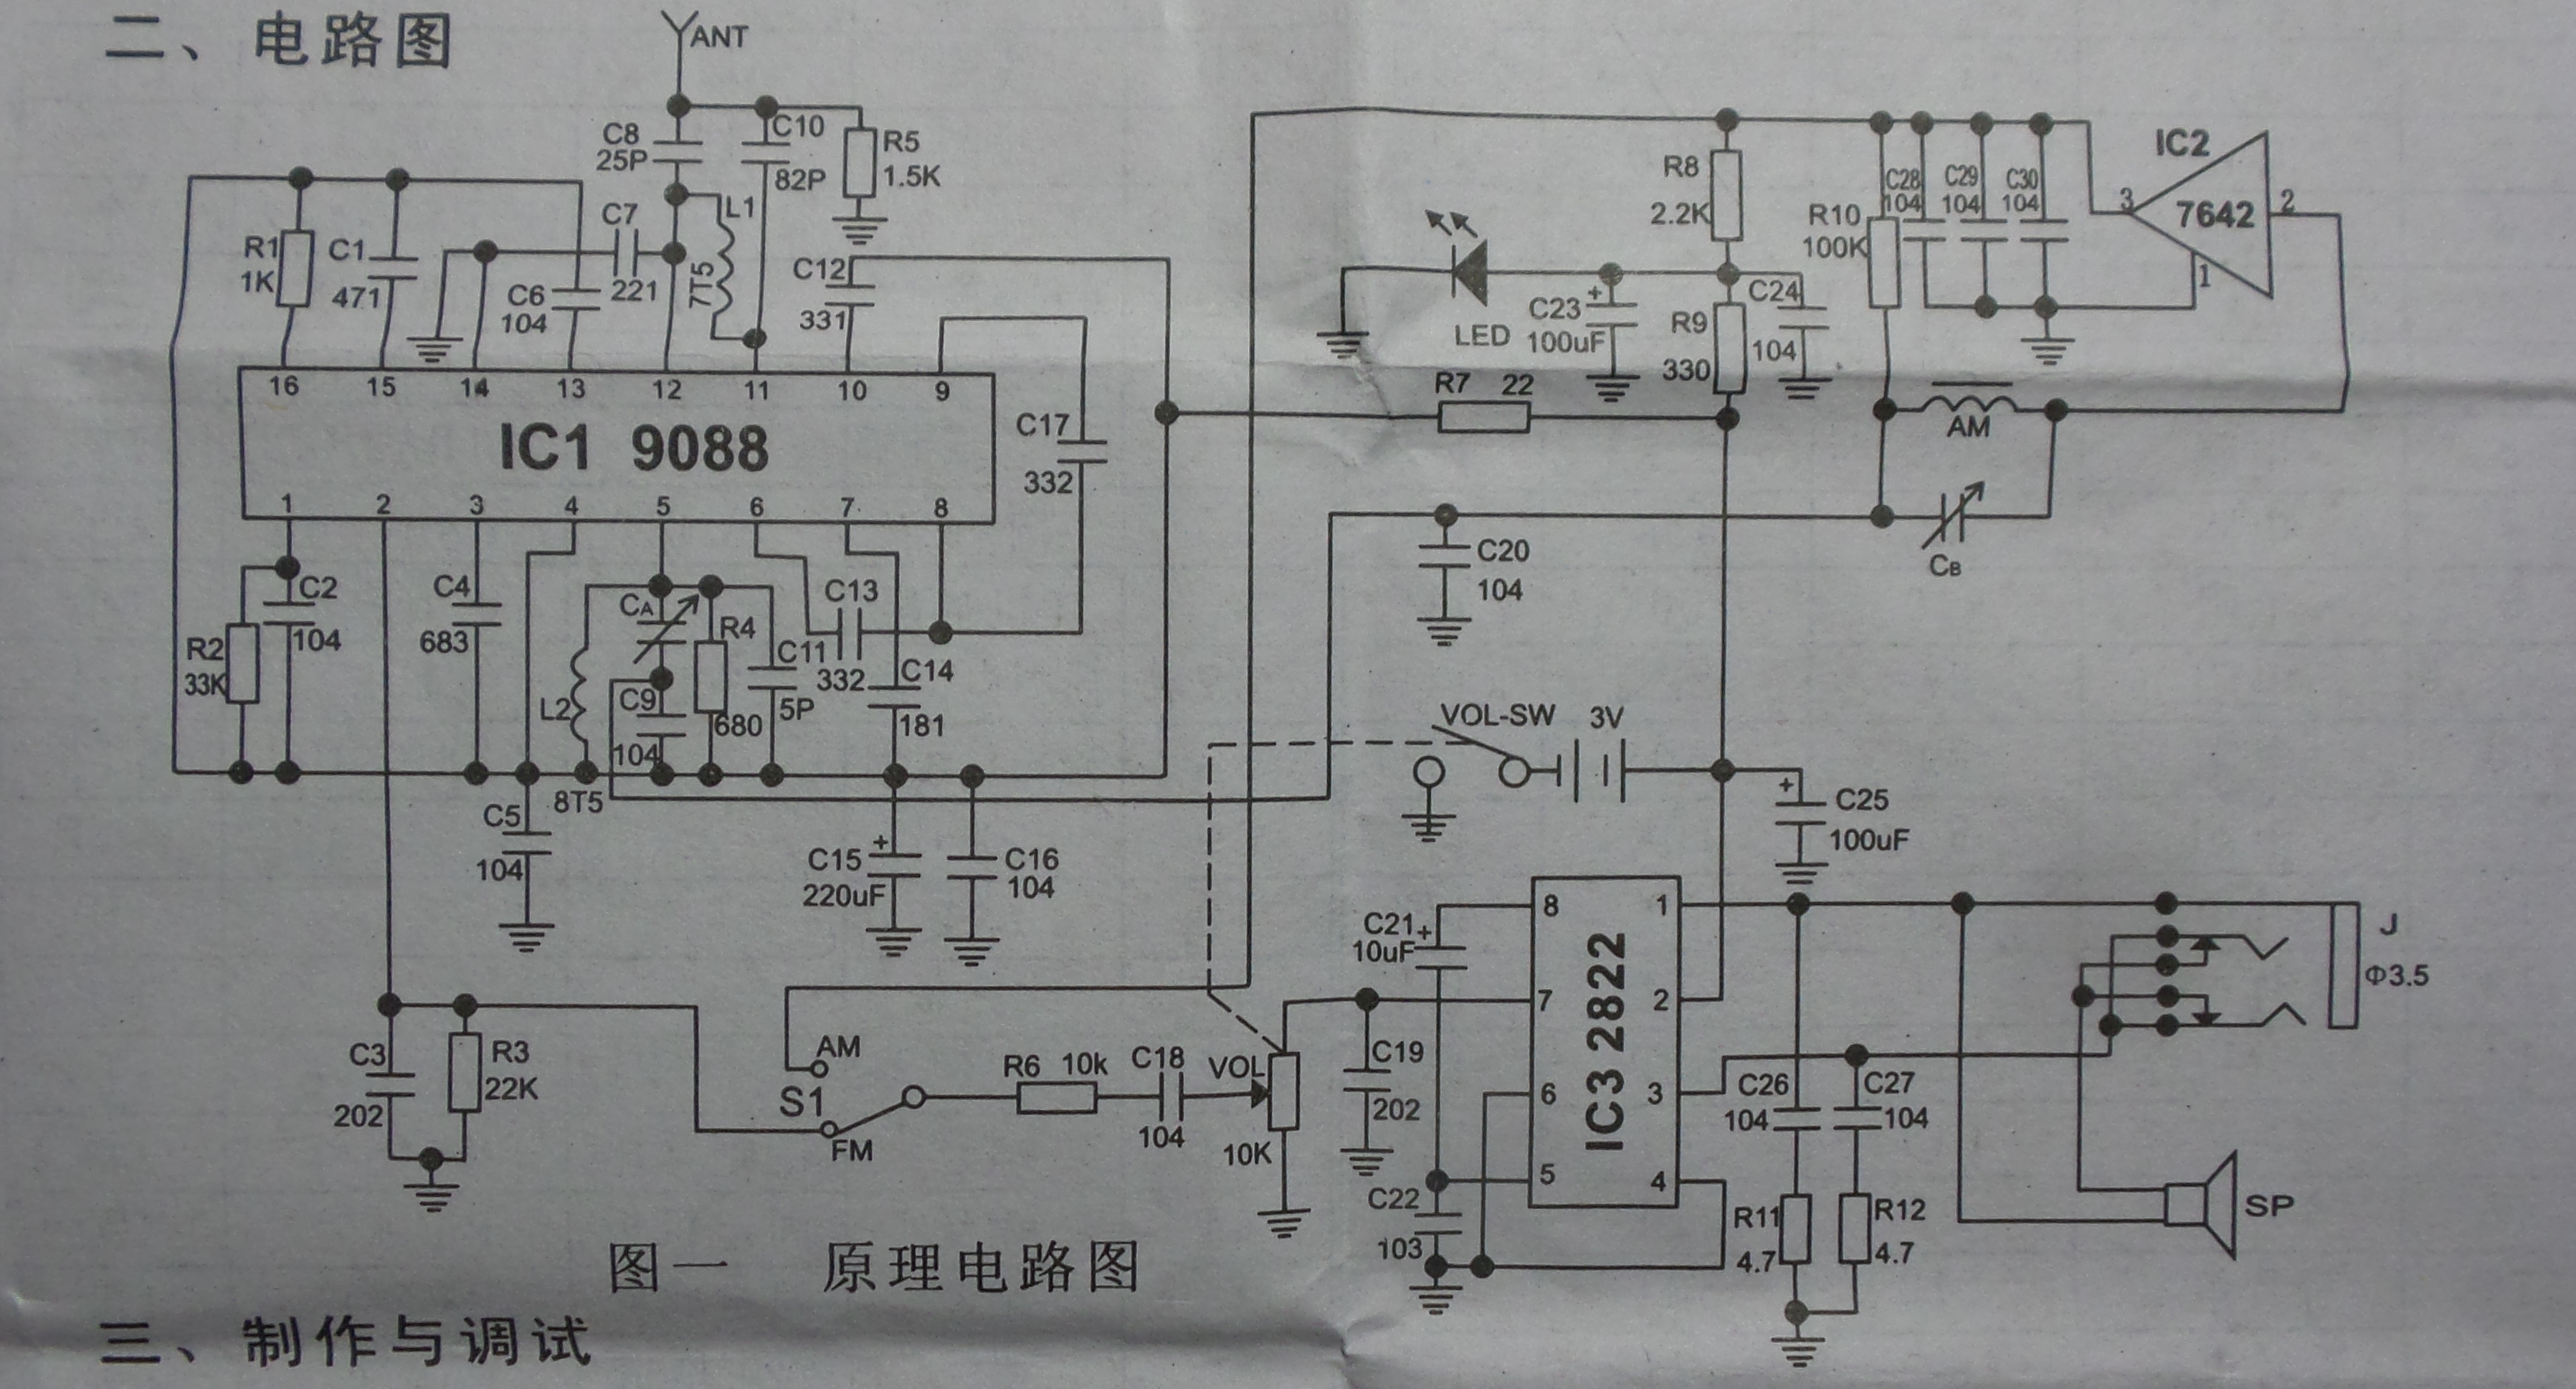 二、电路图
ANT
C8
25P
C10
82P
R5
1.5K
R1
1K
C1
471
C6
104
C7
221
L1
7T5
C12
331
16 15 14 13 12 11 10 9
IC1 9088
1 2 3 4 5 6 7 8
C17
332
R2
33K
C2
104
C4
683
L2
8T5
CA
C9
104
R4
680
C11
5P
C13
332
C14
181
C5
104
C15
+
220uF
C16
104
C3
202
R3
22K
AM
S1
FM
R6 10k
C18
104
VOL
10K
R8
2.2K
LED
C23
+
100uF
R9
330
C24
104
R7 22
R10
100K
C28
104
C29
104
C30
104
IC2
7642
3
2
1
AM
CB
C20
104
VOL-SW 3V
+
C25
100uF
C21
+
10uF
C19
202
C22
103
8 1
7 2
6 3
5 4
IC3 2822
C26
104
C27
104
R11
4.7
R12
4.7
J
Φ3.5
SP
图一 原理电路图
三、制作与调试